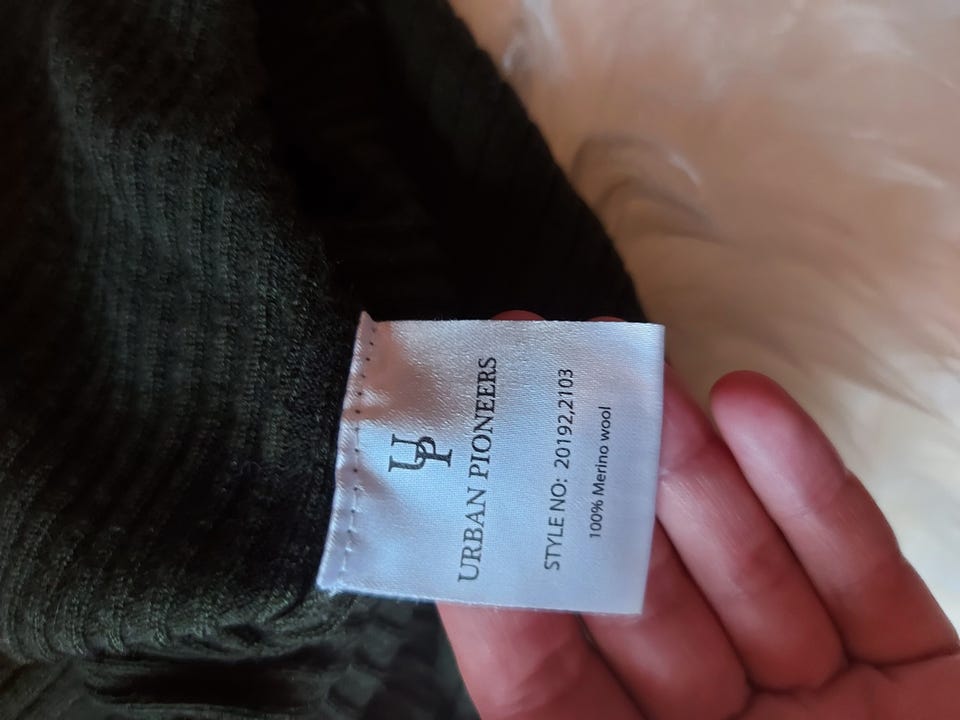 UP
URBAN PIONEERS
STYLE NO: 20192,2103
100% Merino wool